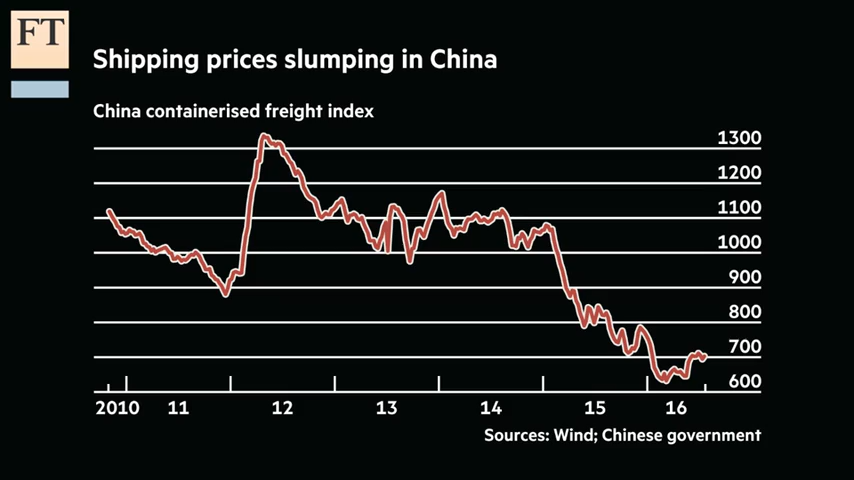 FT
Shipping prices slumping in China
China containerised freight index
1300
1200
1100
1000
900
800
700
600
2010 11 12 13 14 15 16
Sources: Wind; Chinese government